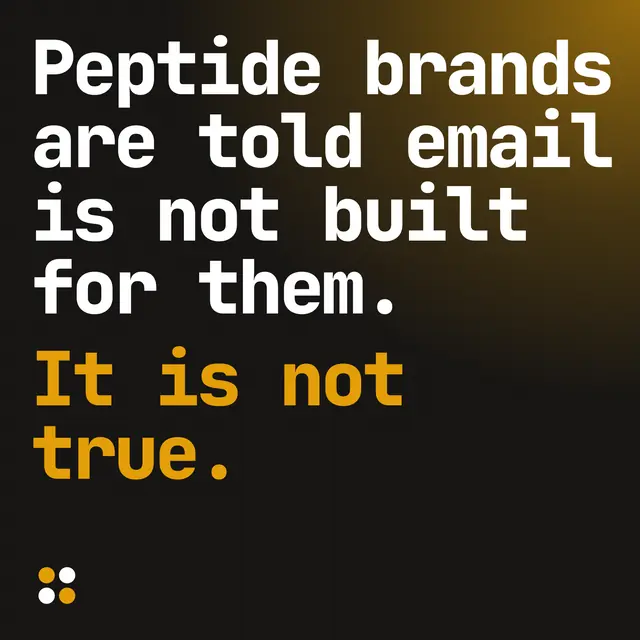 Peptide brands
are told email
is not built
for them.
It is not
true.